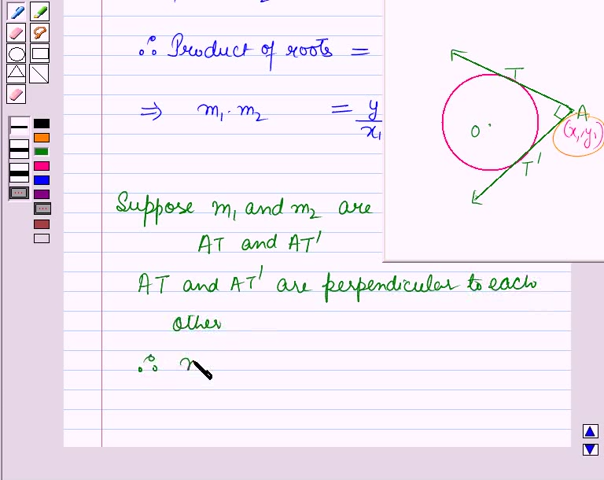 ∴ Product of roots =
⇒ m₁·m₂ = y/x₁
Suppose m₁ and m₂ are
AT and AT'
AT and AT' are perpendicular to each
other
∴
T
A
O
(x₁,y₁)
T'